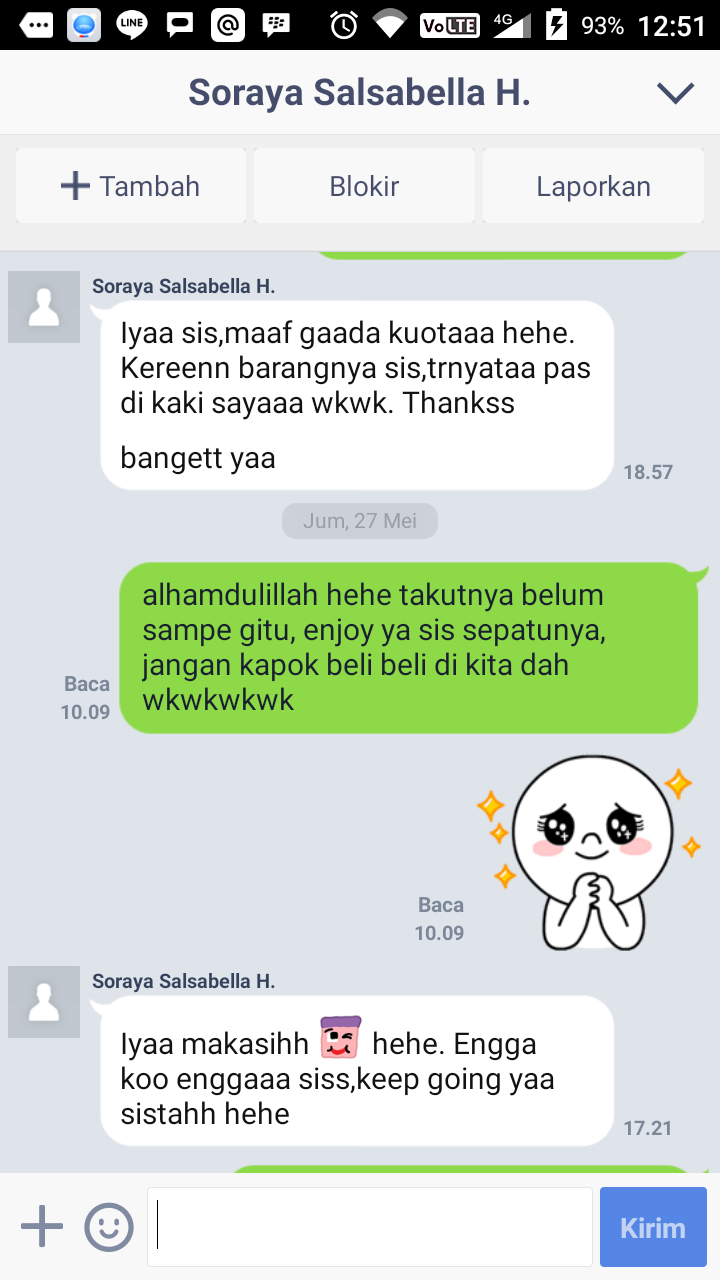 LINE
VoLTE
4G
93%
12:51
Soraya Salsabella H.
+ Tambah
Blokir
Laporkan
Soraya Salsabella H.
Iyaa sis,maaf gaada kuotaaa hehe.
Kereenn barangnya sis,trnyataa pas
di kaki sayaaa wkwk. Thankss
bangett yaa
18.57
Jum, 27 Mei
alhamdulillah hehe takutnya belum
sampe gitu, enjoy ya sis sepatunya,
jangan kapok beli beli di kita dah
wkwkwkwk
Baca
10.09
Baca
10.09
Soraya Salsabella H.
Iyaa makasihh hehe. Engga
koo enggaaa siss,keep going yaa
sistahh hehe
17.21
Kirim